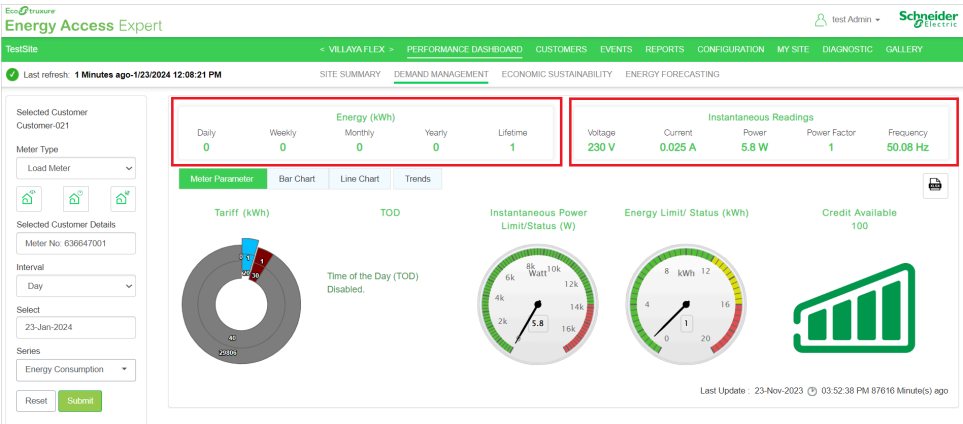 EcoStruxure
Energy Access Expert
test Admin
Schneider
Electric
TestSite
< VILLAYA FLEX > PERFORMANCE DASHBOARD CUSTOMERS EVENTS REPORTS CONFIGURATION MY SITE DIAGNOSTIC GALLERY
Last refresh: 1 Minutes ago-1/23/2024 12:08:21 PM
SITE SUMMARY DEMAND MANAGEMENT ECONOMIC SUSTAINABILITY ENERGY FORECASTING
Selected Customer
Customer-021
Meter Type
Load Meter
Selected Customer Details
Meter No: 636647001
Interval
Day
Select
23-Jan-2024
Series
Energy Consumption
Reset Submit
Energy (kWh)
Daily Weekly Monthly Yearly Lifetime
0 0 0 0 1
Instantaneous Readings
Voltage Current Power Power Factor Frequency
230 V 0.025 A 5.8 W 1 50.08 Hz
Meter Parameter Bar Chart Line Chart Trends
XLSX
Tariff (kWh)
0 1 1
20 30
40
29806
TOD
Time of the Day (TOD)
Disabled.
Instantaneous Power
Limit/Status (W)
8k 10k
6k Watt 12k
4k 14k
2k 5.8 16k
Energy Limit/ Status (kWh)
8 kWh 12
4 16
1
0 20
Credit Available
100
Last Update : 23-Nov-2023 03:52:38 PM 87616 Minute(s) ago